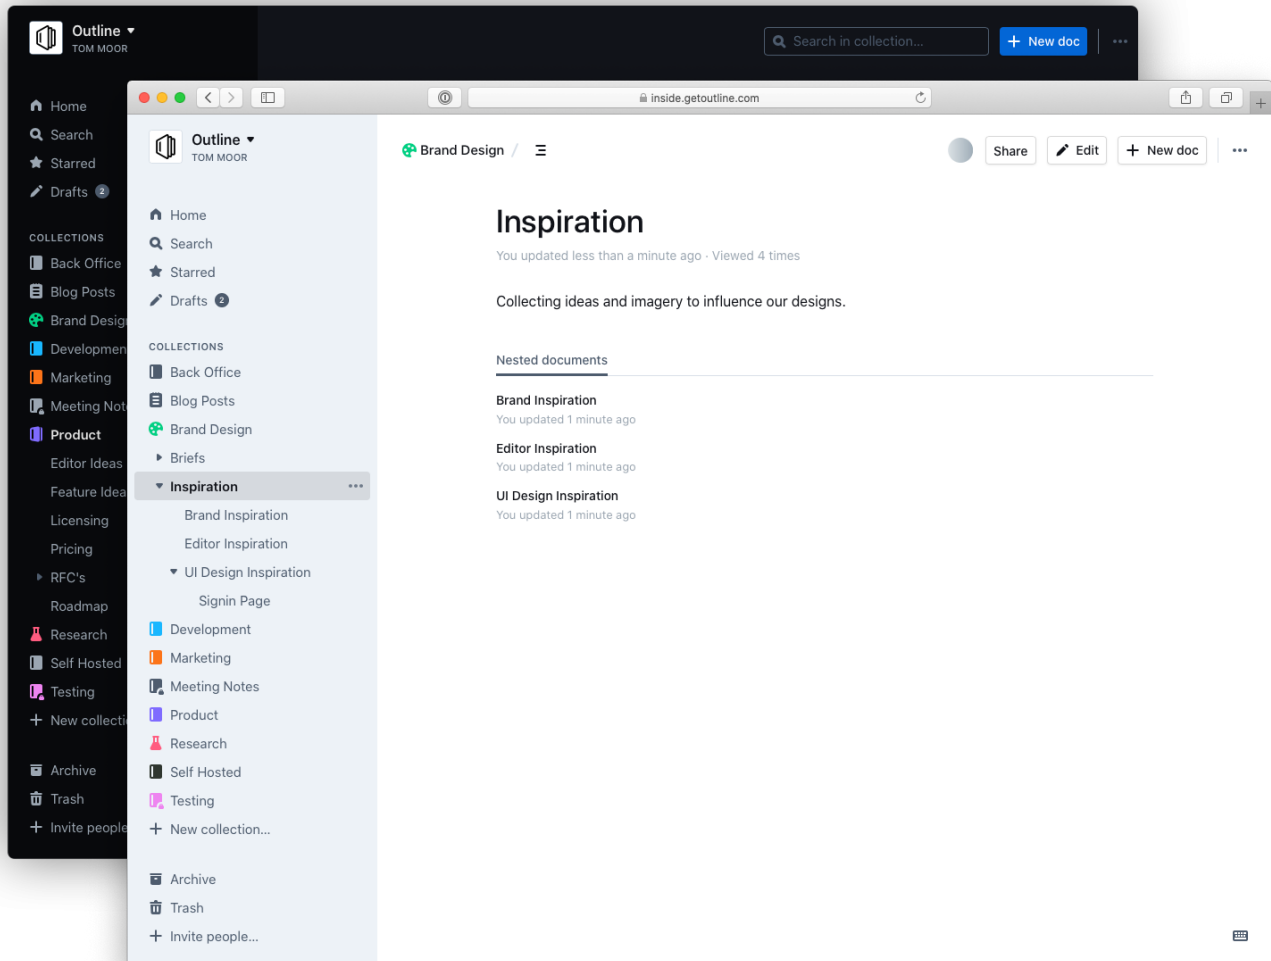 Outline
TOM MOOR
Search in collection...
New doc
Home
Search
Starred
Drafts 2
COLLECTIONS
Back Office
Blog Posts
Brand Design
Developmen
Marketing
Meeting Not
Product
Editor Ideas
Feature Idea
Licensing
Pricing
RFC's
Roadmap
Research
Self Hosted
Testing
New collecti
Archive
Trash
Invite people
inside.getoutline.com
Outline
TOM MOOR
Home
Search
Starred
Drafts 2
COLLECTIONS
Back Office
Blog Posts
Brand Design
Briefs
Inspiration
Brand Inspiration
Editor Inspiration
UI Design Inspiration
Signin Page
Development
Marketing
Meeting Notes
Product
Research
Self Hosted
Testing
New collection...
Archive
Trash
Invite people...
Brand Design /
Share
Edit
New doc
Inspiration
You updated less than a minute ago · Viewed 4 times
Collecting ideas and imagery to influence our designs.
Nested documents
Brand Inspiration
You updated 1 minute ago
Editor Inspiration
You updated 1 minute ago
UI Design Inspiration
You updated 1 minute ago